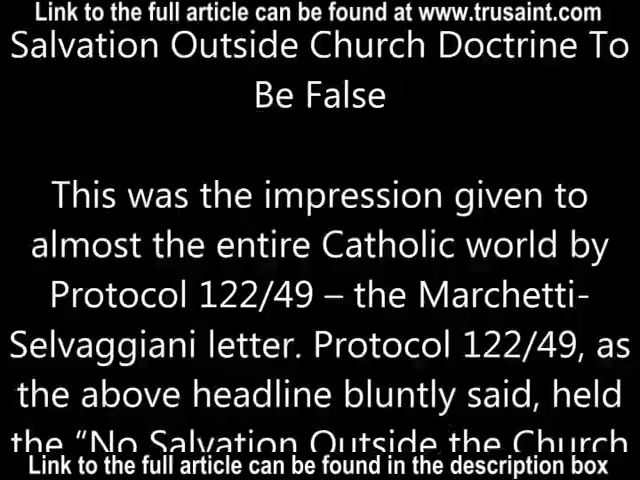 Link to the full article can be found at www.trusaint.com
Salvation Outside Church Doctrine To
Be False
This was the impression given to
almost the entire Catholic world by
Protocol 122/49 – the Marchetti-
Selvaggiani letter. Protocol 122/49, as
the above headline bluntly said, held
the “No Salvation Outside the Church
Link to the full article can be found in the description box